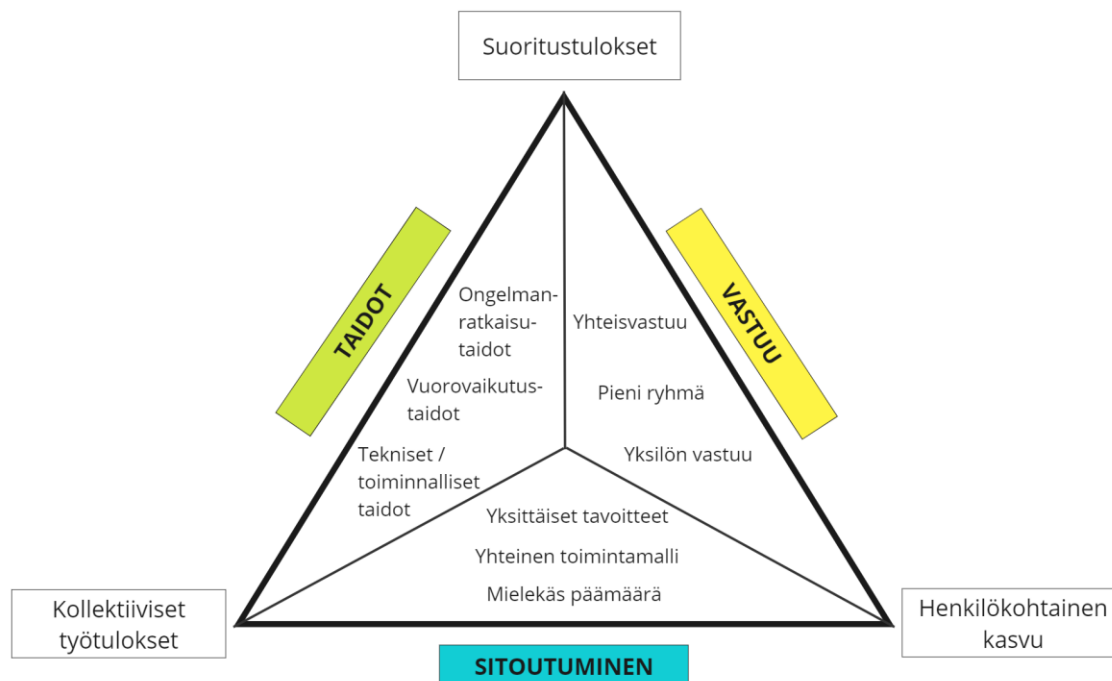 Suoritustulokset
TAIDOT
VASTUU
Ongelman-
ratkaisu-
taidot
Yhteisvastuu
Vuorovaikutus-
taidot
Pieni ryhmä
Tekniset /
toiminnalliset
taidot
Yksilön vastuu
Yksittäiset tavoitteet
Yhteinen toimintamalli
Mielekäs päämäärä
Kollektiiviset
työtulokset
Henkilökohtainen
kasvu
SITOUTUMINEN